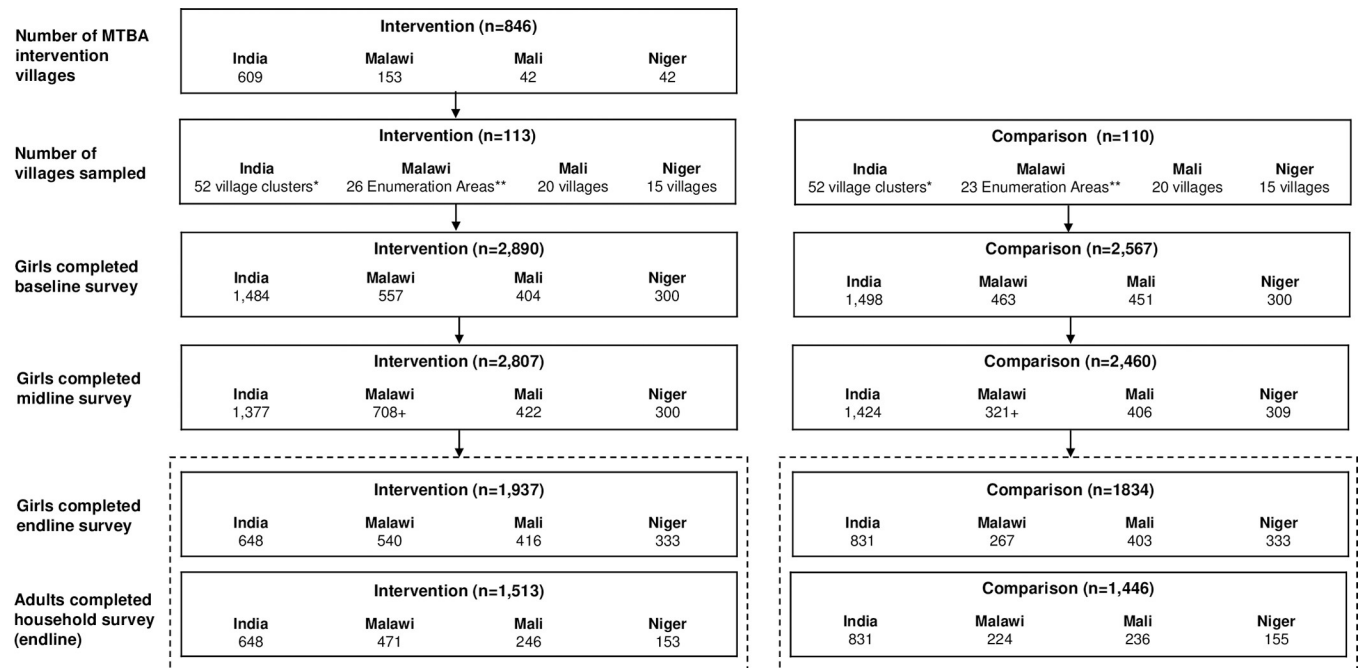 Number of MTBA
intervention
villages
Intervention (n=846)
India Malawi Mali Niger
609 153 42 42
Number of
villages sampled
Intervention (n=113)
India Malawi Mali Niger
52 village clusters* 26 Enumeration Areas** 20 villages 15 villages
Comparison (n=110)
India Malawi Mali Niger
52 village clusters* 23 Enumeration Areas** 20 villages 15 villages
Girls completed
baseline survey
Intervention (n=2,890)
India Malawi Mali Niger
1,484 557 404 300
Comparison (n=2,567)
India Malawi Mali Niger
1,498 463 451 300
Girls completed
midline survey
Intervention (n=2,807)
India Malawi Mali Niger
1,377 708+ 422 300
Comparison (n=2,460)
India Malawi Mali Niger
1,424 321+ 406 309
Girls completed
endline survey
Intervention (n=1,937)
India Malawi Mali Niger
648 540 416 333
Comparison (n=1834)
India Malawi Mali Niger
831 267 403 333
Adults completed
household survey
(endline)
Intervention (n=1,513)
India Malawi Mali Niger
648 471 246 153
Comparison (n=1,446)
India Malawi Mali Niger
831 224 236 155